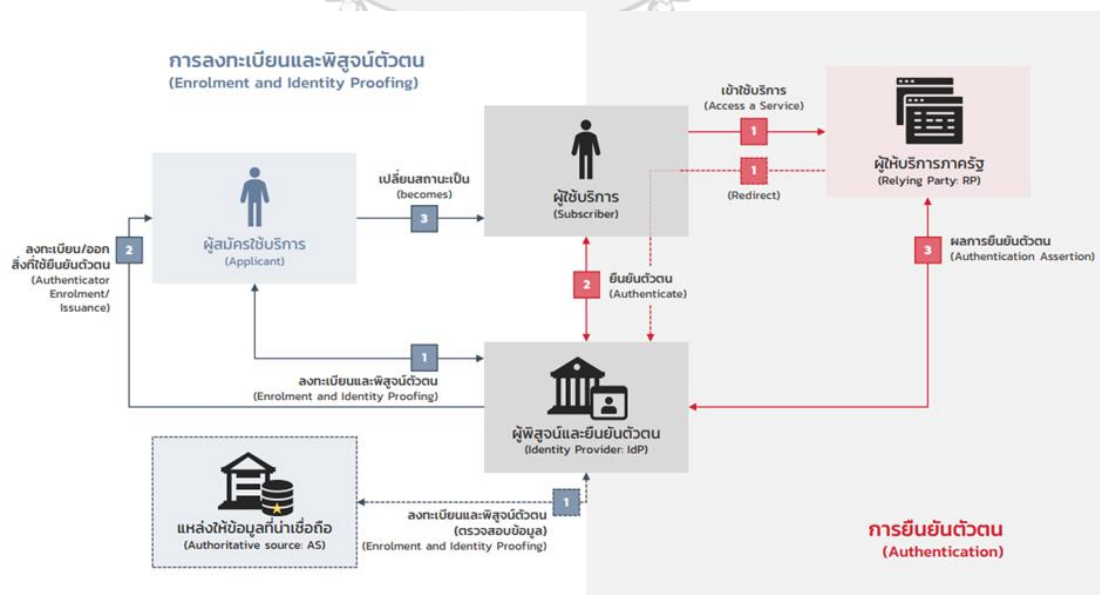 การลงทะเบียนและพิสูจน์ตัวตน
(Enrolment and Identity Proofing)
เข้าใช้บริการ
(Access a Service)
1
ผู้ให้บริการภาครัฐ
(Relying Party: RP)
1
(Redirect)
ผู้ใช้บริการ
(Subscriber)
เปลี่ยนสถานะเป็น
(becomes)
3
ผู้สมัครใช้บริการ
(Applicant)
ลงทะเบียน/ออก
สิ่งที่ใช้ยืนยันตัวตน
(Authenticator
Enrolment/
Issuance)
2
2
ยืนยันตัวตน
(Authenticate)
3
ผลการยืนยันตัวตน
(Authentication Assertion)
1
ลงทะเบียนและพิสูจน์ตัวตน
(Enrolment and Identity Proofing)
ผู้พิสูจน์และยืนยันตัวตน
(Identity Provider: IdP)
แหล่งให้ข้อมูลที่น่าเชื่อถือ
(Authoritative source: AS)
1
ลงทะเบียนและพิสูจน์ตัวตน
(ตรวจสอบข้อมูล)
(Enrolment and Identity Proofing)
การยืนยันตัวตน
(Authentication)